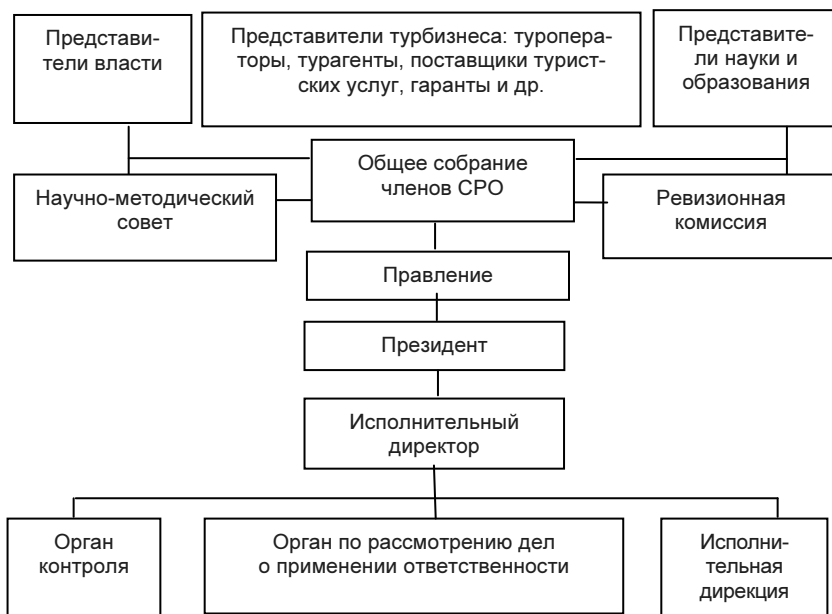 Представи-
тели власти
Представители турбизнеса: туропера-
торы, турагенты, поставщики турист-
ских услуг, гаранты и др.
Представите-
ли науки и
образования
Общее собрание
членов СРО
Научно-методический
совет
Ревизионная
комиссия
Правление
Президент
Исполнительный
директор
Орган
контроля
Орган по рассмотрению дел
о применении ответственности
Исполни-
тельная
дирекция